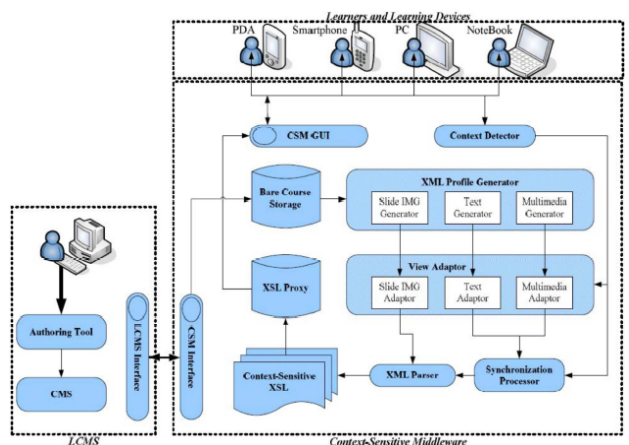 Learners and Learning Devices
PDA
Smartphone
PC
NoteBook
CSM GUI
Context Detector
Bare Course
Storage
XML Profile Generator
Slide IMG
Generator
Text
Generator
Multimedia
Generator
View Adaptor
Slide IMG
Adaptor
Text
Adaptor
Multimedia
Adaptor
XSL Proxy
Authoring Tool
CMS
LCMS Interface
CSM Interface
Context-Sensitive
XSL
XML Parser
Synchronization
Processor
LCMS
Context-Sensitive Middleware